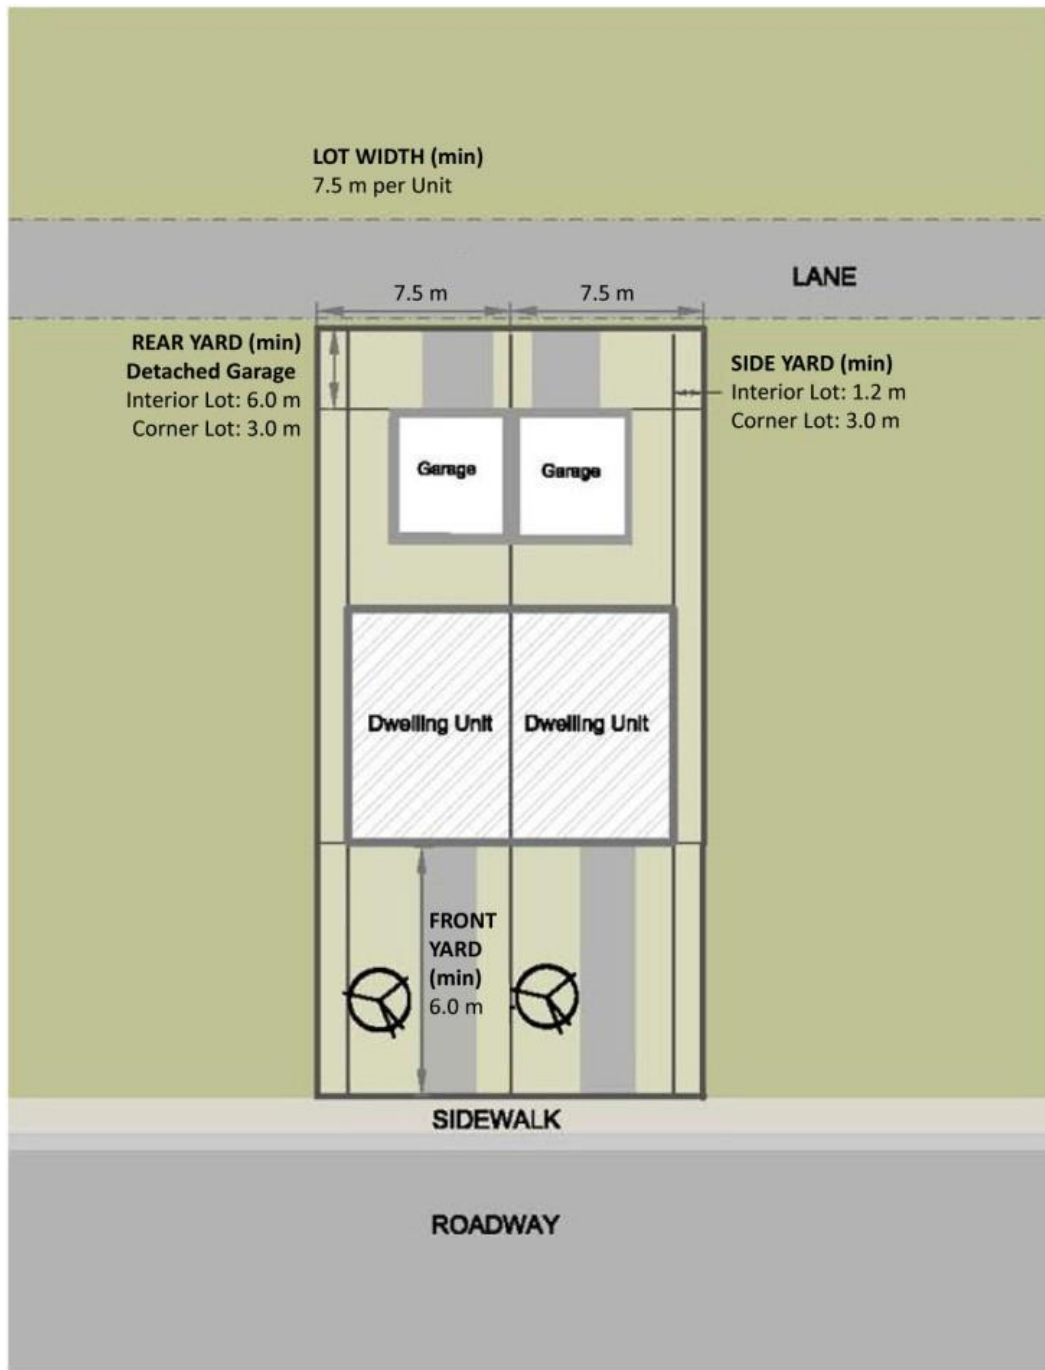 LOT WIDTH (min)
7.5 m per Unit
LANE
7.5 m
7.5 m
REAR YARD (min)
Detached Garage
Interior Lot: 6.0 m
Corner Lot: 3.0 m
SIDE YARD (min)
Interior Lot: 1.2 m
Corner Lot: 3.0 m
Garage
Garage
Dwelling Unit
Dwelling Unit
FRONT
YARD
(min)
6.0 m
SIDEWALK
ROADWAY